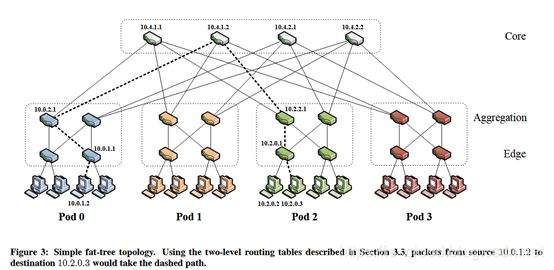 10.4.1.1
10.4.1.2
10.4.2.1
10.4.2.2
Core
10.0.2.1
10.2.2.1
Aggregation
10.0.1.1
10.2.0.1
Edge
10.0.1.2
10.2.0.2
10.2.0.3
Pod 0
Pod 1
Pod 2
Pod 3
Figure 3: Simple fat-tree topology. Using the two-level routing tables described in Section 3.3, packets from source 10.0.1.2 to
destination 10.2.0.3 would take the dashed path.